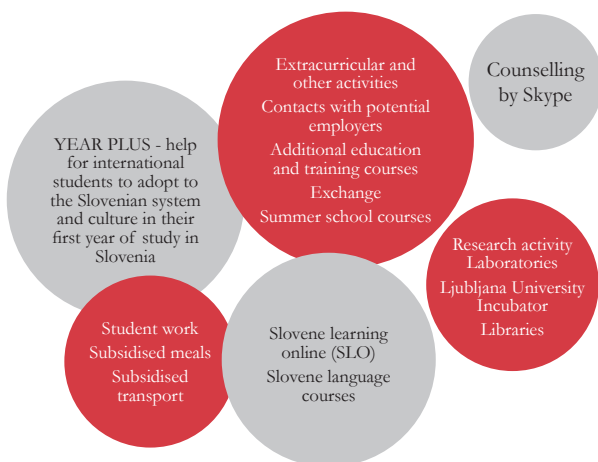 Extracurricular and
other activities
Contacts with potential
employers
Additional education
and training courses
Exchange
Summer school courses
Counselling
by Skype
YEAR PLUS - help
for international
students to adopt to
the Slovenian system
and culture in their
first year of study in
Slovenia
Research activity
Laboratories
Ljubljana University
Incubator
Libraries
Student work
Subsidised meals
Subsidised
transport
Slovene learning
online (SLO)
Slovene language
courses